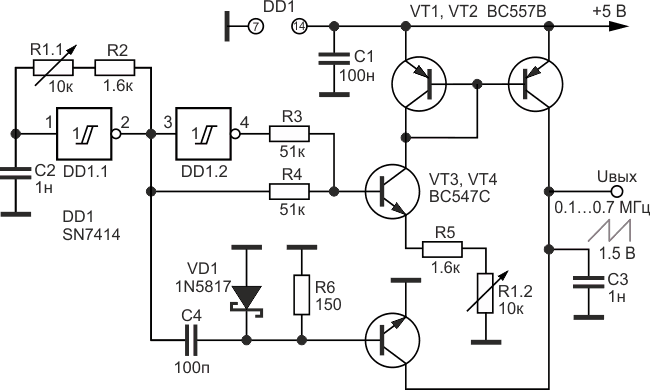 DD1
7
14
VT1, VT2 BC557B
+5 В
C1
100н
R1.1
10к
R2
1.6к
1
1
2
DD1.1
3
1
4
DD1.2
C2
1н
DD1
SN7414
R3
51к
R4
51к
VT3, VT4
BC547C
Uвых
0.1...0.7 МГц
1.5 В
R5
1.6к
R1.2
10к
C3
1н
VD1
1N5817
R6
150
C4
100п